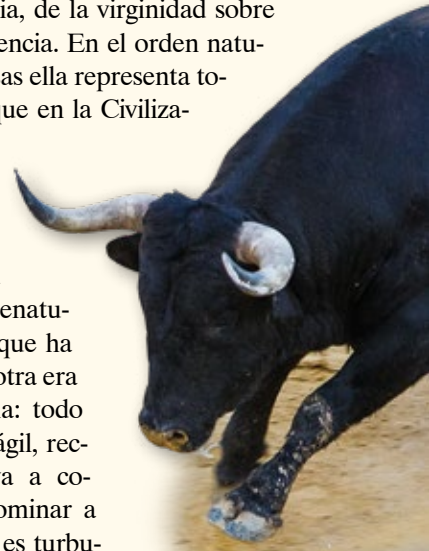 ia, de la virginidad sobre
encia. En el orden natu-
as ella representa to-
que en la Civiliza-
enatu-
que ha
otra era
a: todo
ágil, rec-
a a co-
ominar a
es turbu-